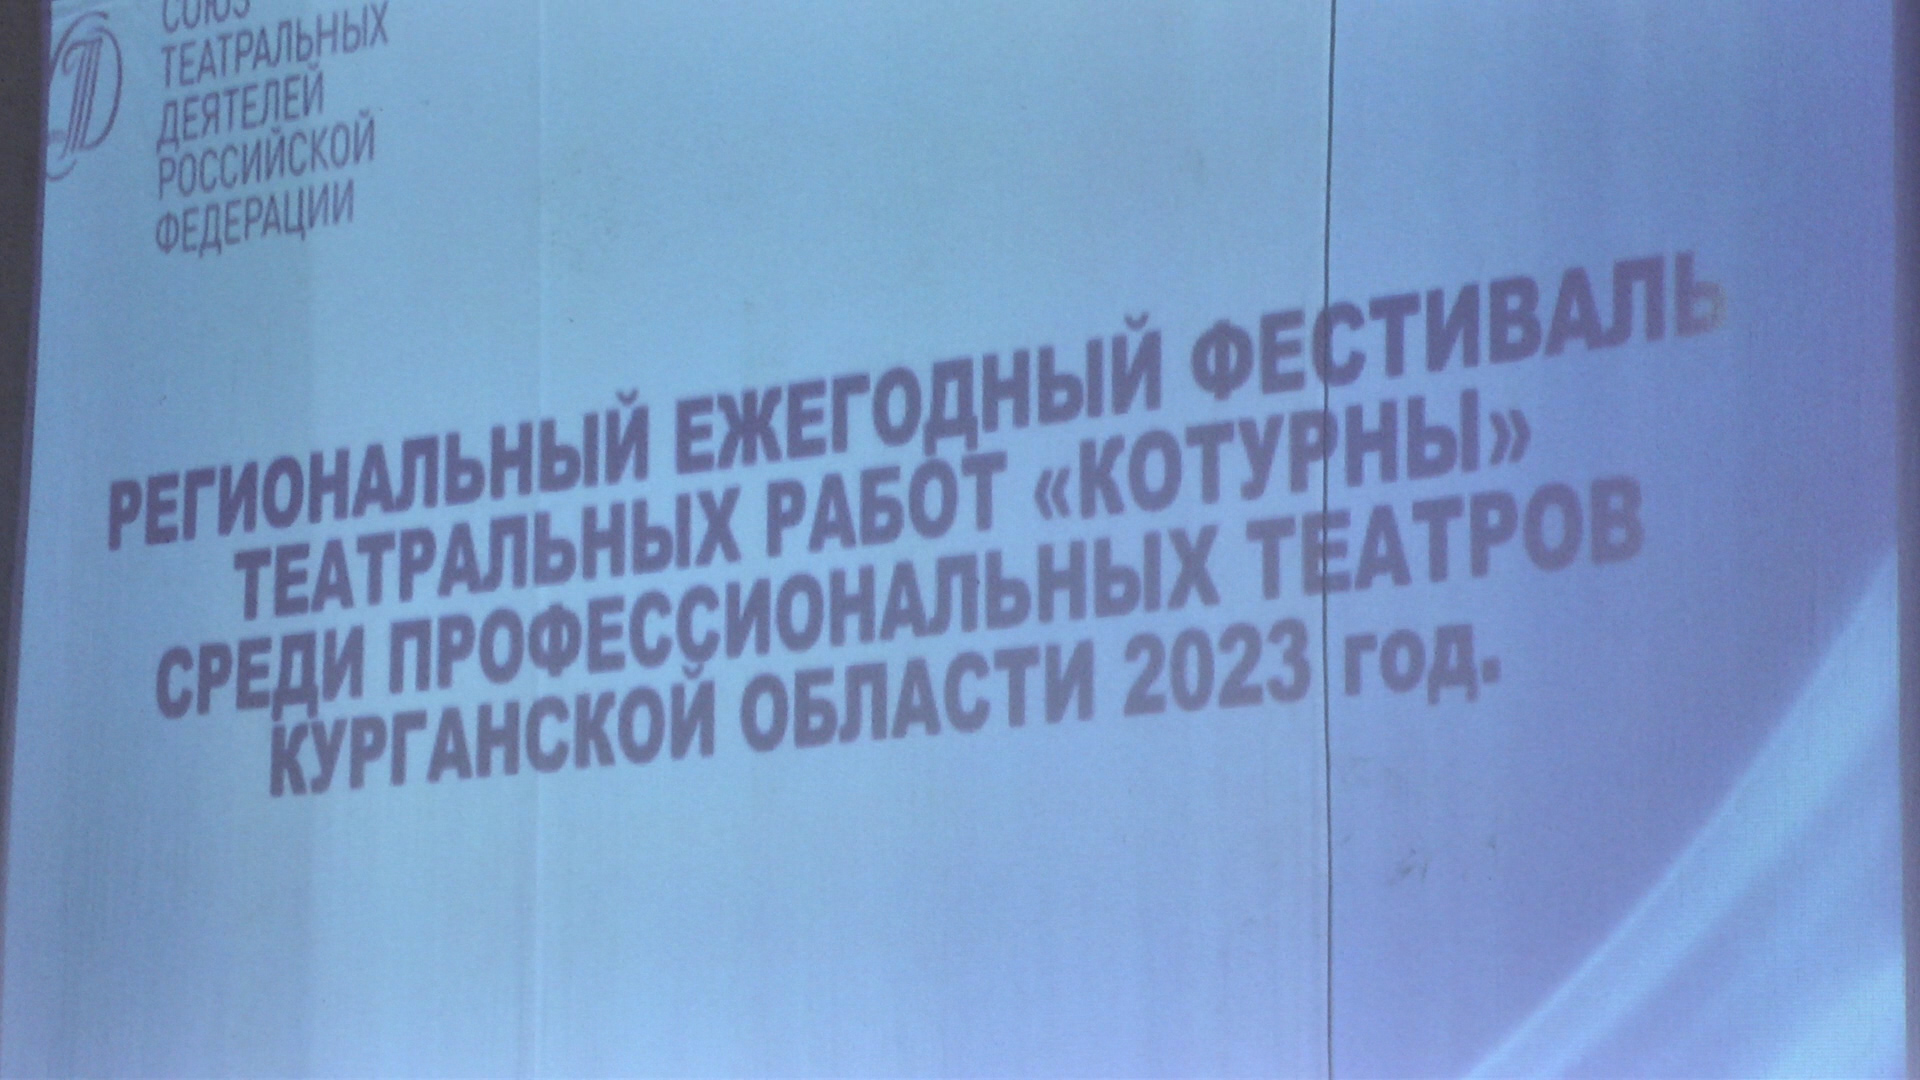 СОЮЗ
ТЕАТРАЛЬНЫХ
ДЕЯТЕЛЕЙ
РОССИЙСКОЙ
ФЕДЕРАЦИИ
РЕГИОНАЛЬНЫЙ ЕЖЕГОДНЫЙ ФЕСТИВАЛЬ
ТЕАТРАЛЬНЫХ РАБОТ «КОТУРНЫ»
СРЕДИ ПРОФЕССИОНАЛЬНЫХ ТЕАТРОВ
КУРГАНСКОЙ ОБЛАСТИ 2023 год.